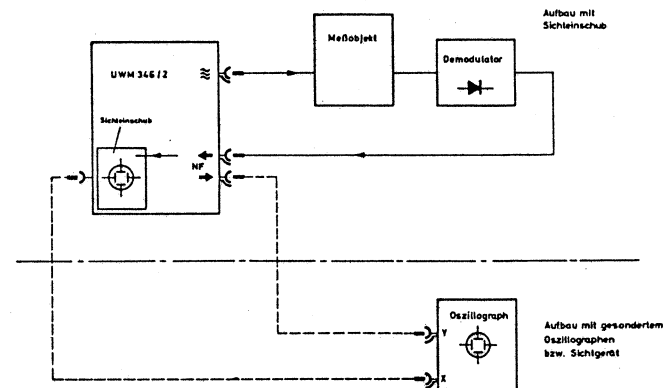 Aufbau mit
Sichteinschub
Meßobjekt
Demodulator
UWM 346/2
Sichteinschub
NF
Oszillograph
Y
X
Aufbau mit gesondertem
Oszillographen
bzw. Sichtgerät